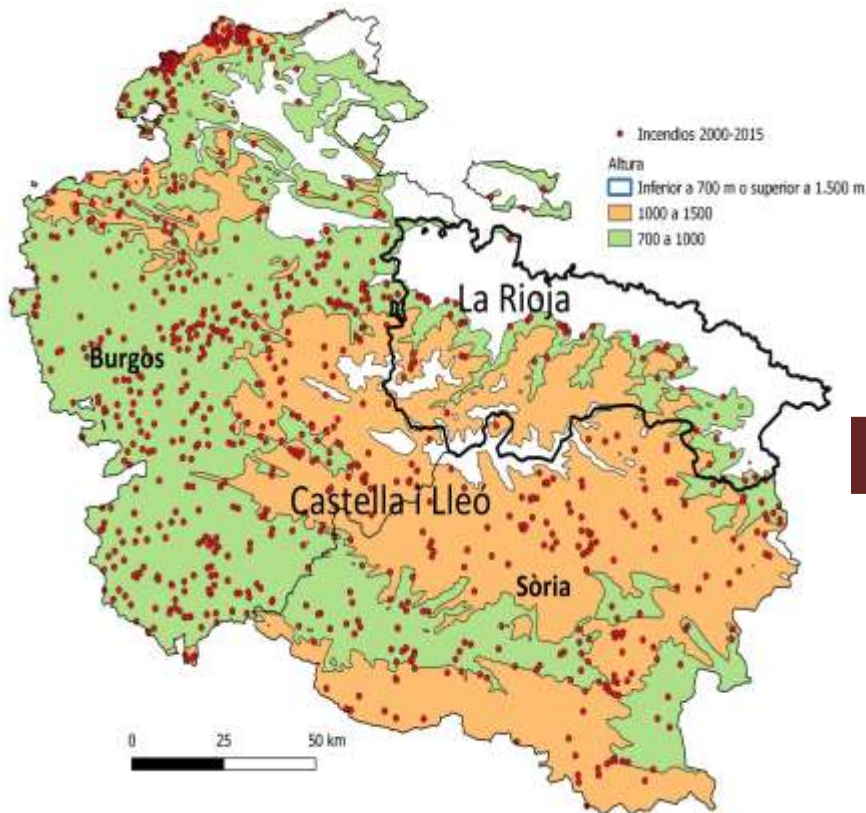 Incendios 2000-2015
Altura
Inferior a 700 m o superior a 1.500 m
1000 a 1500
700 a 1000
La Rioja
Burgos
Castella i Lleó
Sòria
0 25 50 km